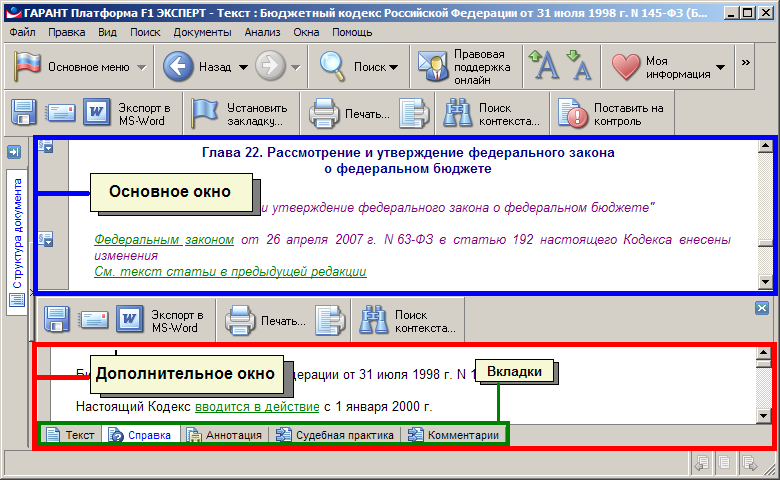 ГАРАНТ Платформа F1 ЭКСПЕРТ - Текст : Бюджетный кодекс Российской Федерации от 31 июля 1998 г. N 145-ФЗ (Б...
Файл Правка Вид Поиск Документы Анализ Окна Помощь
Основное меню Назад Поиск Правовая поддержка онлайн А А Моя информация »
Экспорт в MS-Word Установить закладку... Печать... Поиск контекста... Поставить на контроль
Структура документа
Глава 22. Рассмотрение и утверждение федерального закона
о федеральном бюджете
Основное окно
и утверждение федерального закона о федеральном бюджете"
Федеральным законом от 26 апреля 2007 г. N 63-ФЗ в статью 192 настоящего Кодекса внесены
изменения
См. текст статьи в предыдущей редакции
Экспорт в MS-Word Печать... Поиск контекста...
Дополнительное окно
Вкладки
дерации от 31 июля 1998 г. N 1
Настоящий Кодекс вводится в действие с 1 января 2000 г.
Текст Справка Аннотация Судебная практика Комментарии